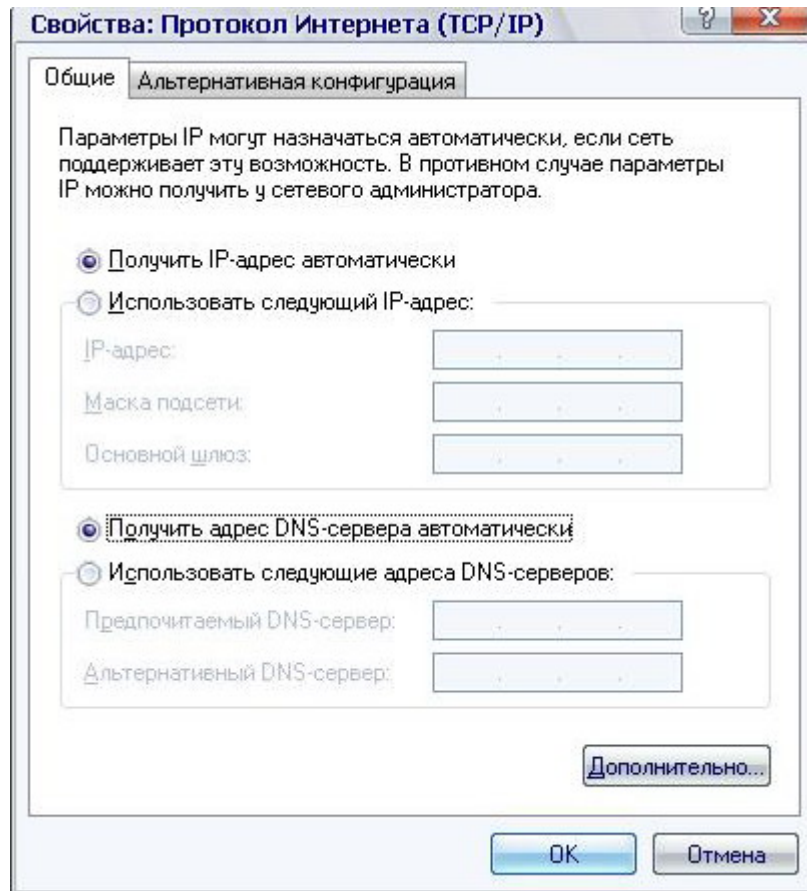 Свойства: Протокол Интернета (TCP/IP)
?
Общие
Альтернативная конфигурация
Параметры IP могут назначаться автоматически, если сеть
поддерживает эту возможность. В противном случае параметры
IP можно получить у сетевого администратора.
Получить IP-адрес автоматически
Использовать следующий IP-адрес:
IP-адрес:
Маска подсети:
Основной шлюз:
Получить адрес DNS-сервера автоматически
Использовать следующие адреса DNS-серверов:
Предпочитаемый DNS-сервер:
Альтернативный DNS-сервер:
Дополнительно...
OK
Отмена